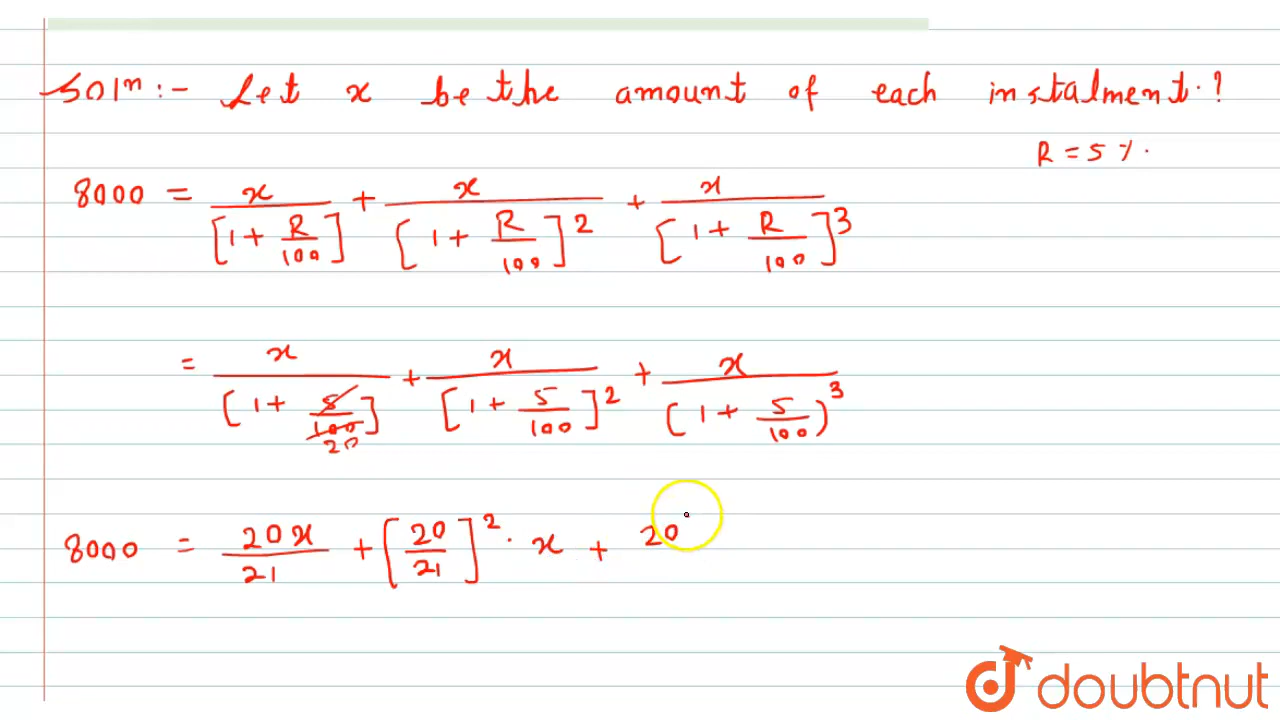 Solⁿ :- Let x be the amount of each instalment.?
R = 5 %.
8000 = x/[1 + R/100] + x/[1 + R/100]² + x/[1 + R/100]³
= x/[1 + 5/100 20] + x/[1 + 5/100]² + x/(1 + 5/100)³
8000 = 20x/21 + [20/21]² . x + 20
doubtnut